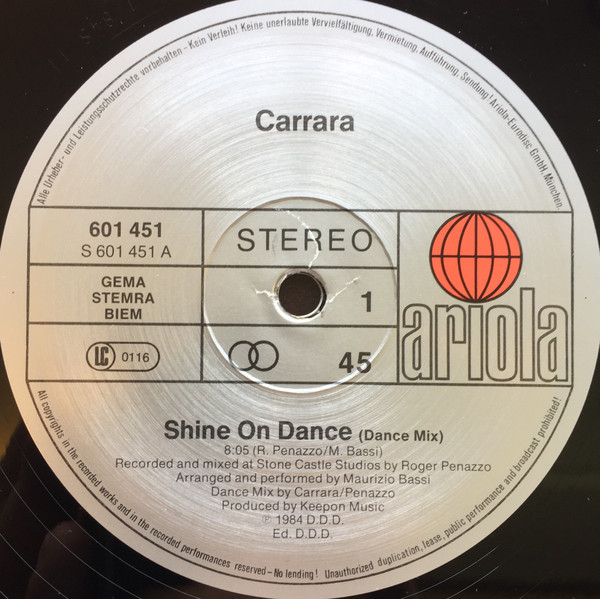 Alle Urheber- und Leistungsschutzrechte vorbehalten – Kein Verleih! Keine unerlaubte Vervielfältigung, Vermietung, Aufführung, Sendung! Ariola-Eurodisc GmbH, München
Carrara
601 451
S 601 451 A
STEREO
GEMA
STEMRA
BIEM
1
LC 0116
45
ariola
Shine On Dance (Dance Mix)
8:05 (R. Penazzo/M. Bassi)
Recorded and mixed at Stone Castle Studios by Roger Penazzo
Arranged and performed by Maurizio Bassi
Dance Mix by Carrara/Penazzo
Produced by Keepon Music
℗ 1984 D.D.D.
Ed. D.D.D.
All copyrights in the recorded works and in the recorded performances reserved – No lending! Unauthorized duplication, lease, public performance and broadcast prohibited!